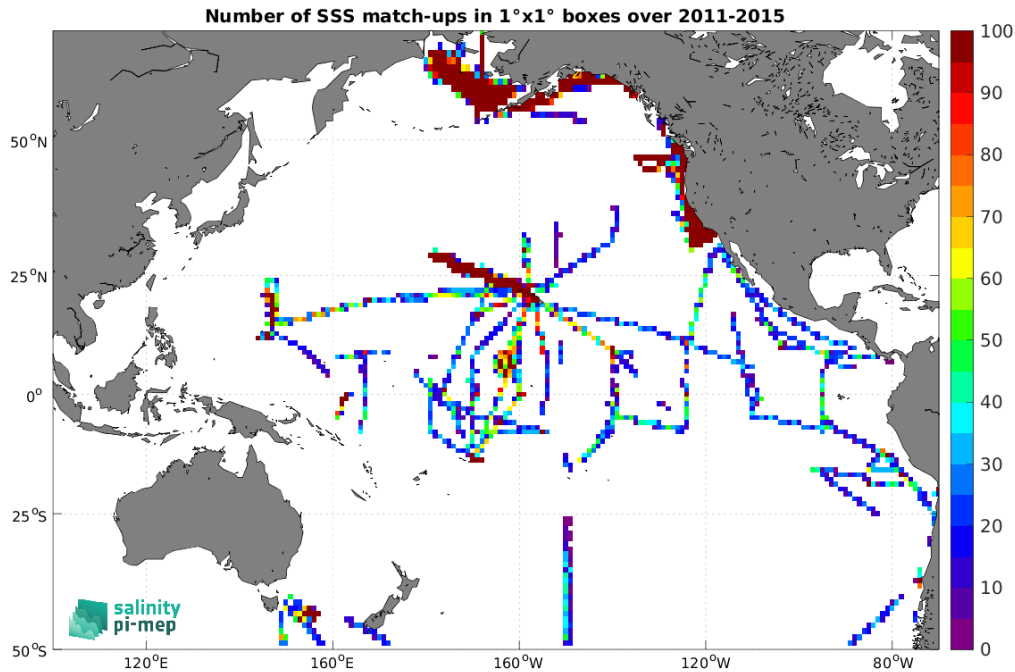 Number of SSS match-ups in 1°x1° boxes over 2011-2015
50°N
25°N
0°
25°S
50°S
120°E
160°E
160°W
120°W
80°W
100
90
80
70
60
50
40
30
20
10
0
salinity
pi-mep